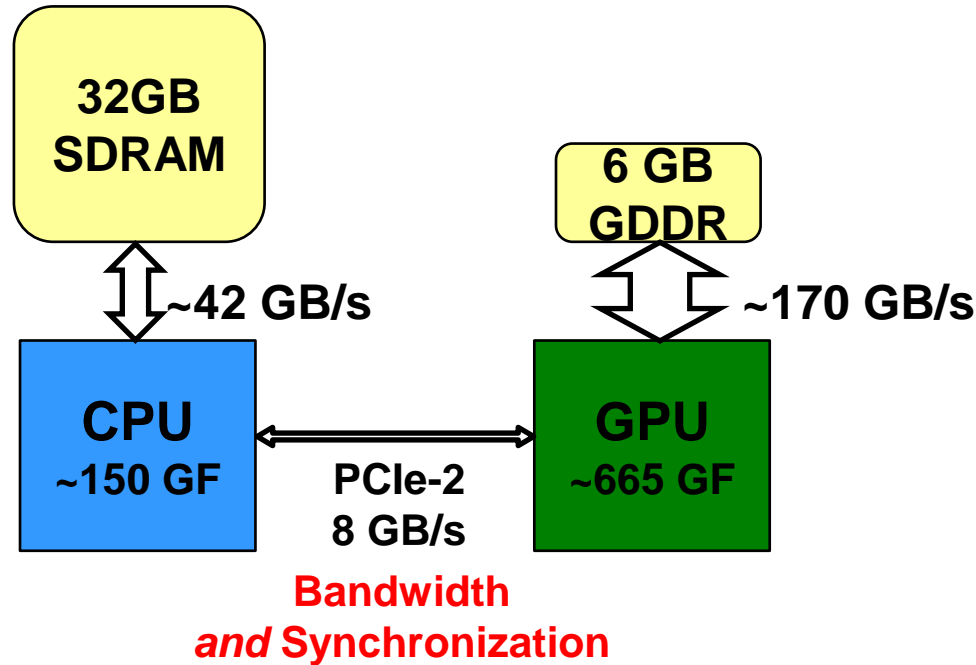 32GB
SDRAM
6 GB
GDDR
~42 GB/s
~170 GB/s
CPU
~150 GF
GPU
~665 GF
PCIe-2
8 GB/s
Bandwidth
and Synchronization